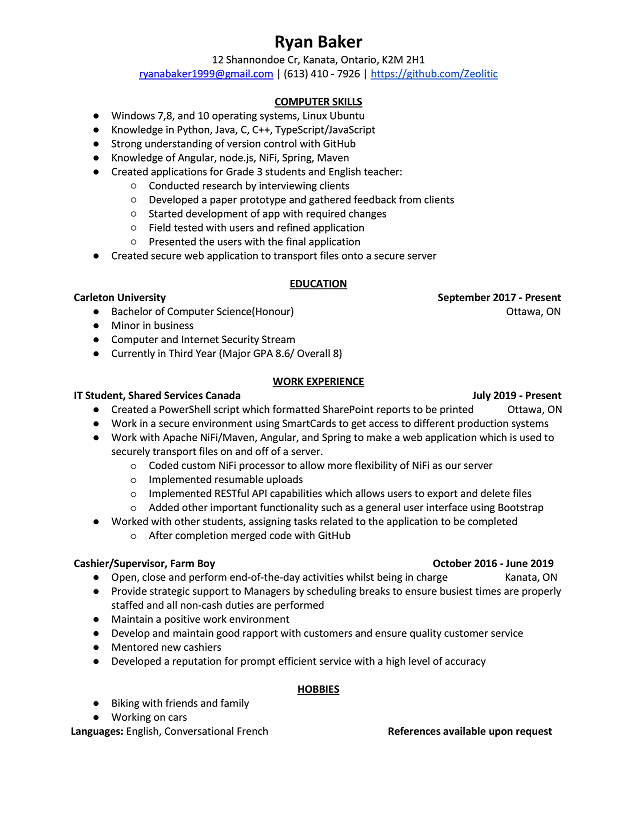 Ryan Baker
12 Shannondoe Cr, Kanata, Ontario, K2M 2H1
ryanabaker1999@gmail.com | (613) 410 - 7926 | https://github.com/Zeolitic
COMPUTER SKILLS
● Windows 7,8, and 10 operating systems, Linux Ubuntu
● Knowledge in Python, Java, C, C++, TypeScript/JavaScript
● Strong understanding of version control with GitHub
● Knowledge of Angular, node.js, NiFi, Spring, Maven
● Created applications for Grade 3 students and English teacher:
○ Conducted research by interviewing clients
○ Developed a paper prototype and gathered feedback from clients
○ Started development of app with required changes
○ Field tested with users and refined application
○ Presented the users with the final application
● Created secure web application to transport files onto a secure server
EDUCATION
Carleton University September 2017 - Present
● Bachelor of Computer Science(Honour) Ottawa, ON
● Minor in business
● Computer and Internet Security Stream
● Currently in Third Year (Major GPA 8.6/ Overall 8)
WORK EXPERIENCE
IT Student, Shared Services Canada July 2019 - Present
● Created a PowerShell script which formatted SharePoint reports to be printed Ottawa, ON
● Work in a secure environment using SmartCards to get access to different production systems
● Work with Apache NiFi/Maven, Angular, and Spring to make a web application which is used to
securely transport files on and off of a server.
○ Coded custom NiFi processor to allow more flexibility of NiFi as our server
○ Implemented resumable uploads
○ Implemented RESTful API capabilities which allows users to export and delete files
○ Added other important functionality such as a general user interface using Bootstrap
● Worked with other students, assigning tasks related to the application to be completed
○ After completion merged code with GitHub
Cashier/Supervisor, Farm Boy October 2016 - June 2019
● Open, close and perform end-of-the-day activities whilst being in charge Kanata, ON
● Provide strategic support to Managers by scheduling breaks to ensure busiest times are properly
staffed and all non-cash duties are performed
● Maintain a positive work environment
● Develop and maintain good rapport with customers and ensure quality customer service
● Mentored new cashiers
● Developed a reputation for prompt efficient service with a high level of accuracy
HOBBIES
● Biking with friends and family
● Working on cars
Languages: English, Conversational French References available upon request